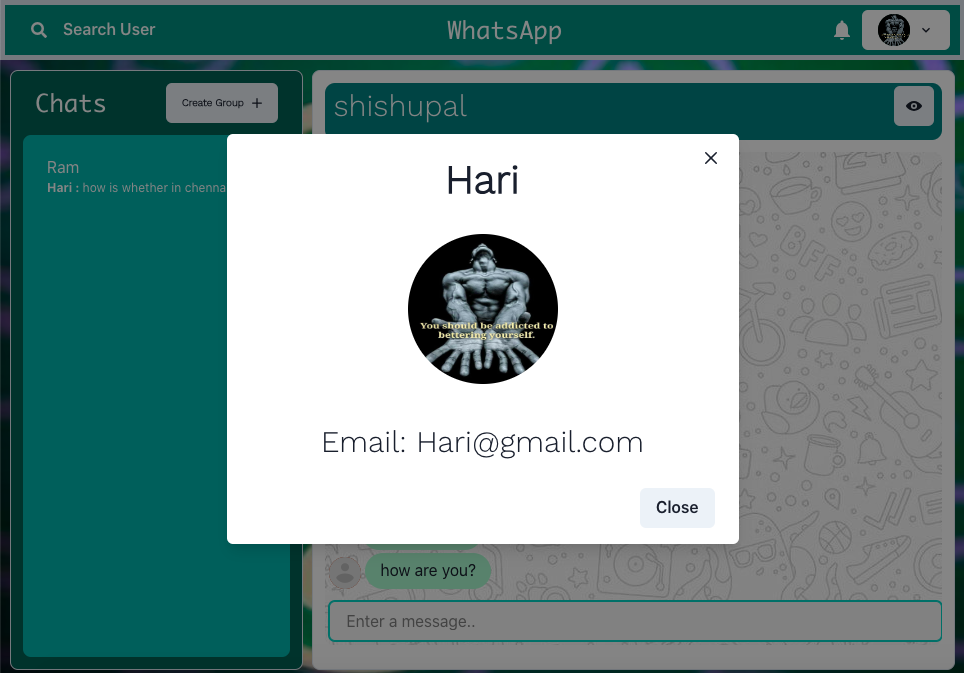 Search User
WhatsApp
Chats
Create Group
shishupal
Ram
Hari : how is whether in chenna
Hari
You should be addicted to
bettering yourself.
Email: Hari@gmail.com
Close
how are you?
Enter a message..
OFF